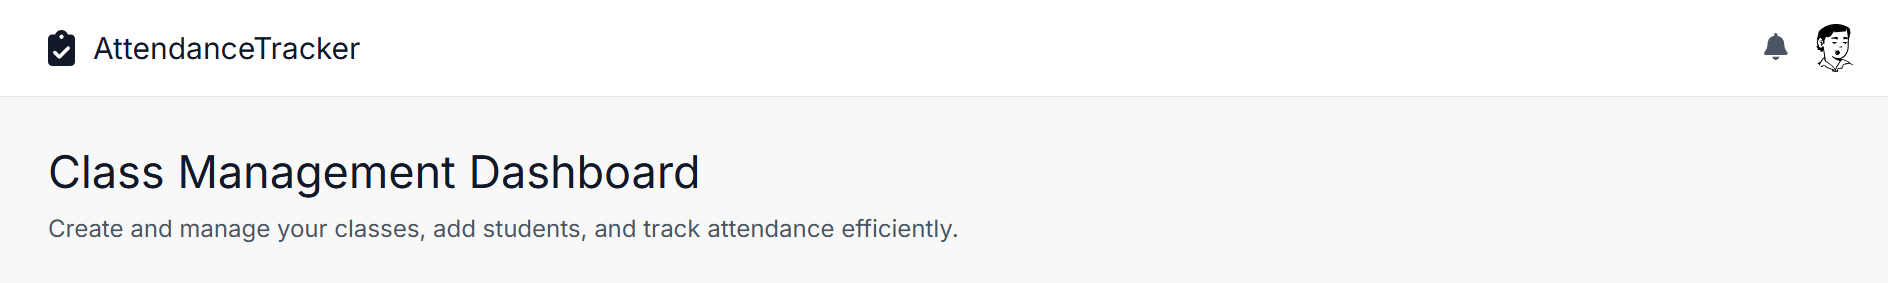 AttendanceTracker
Class Management Dashboard
Create and manage your classes, add students, and track attendance efficiently.